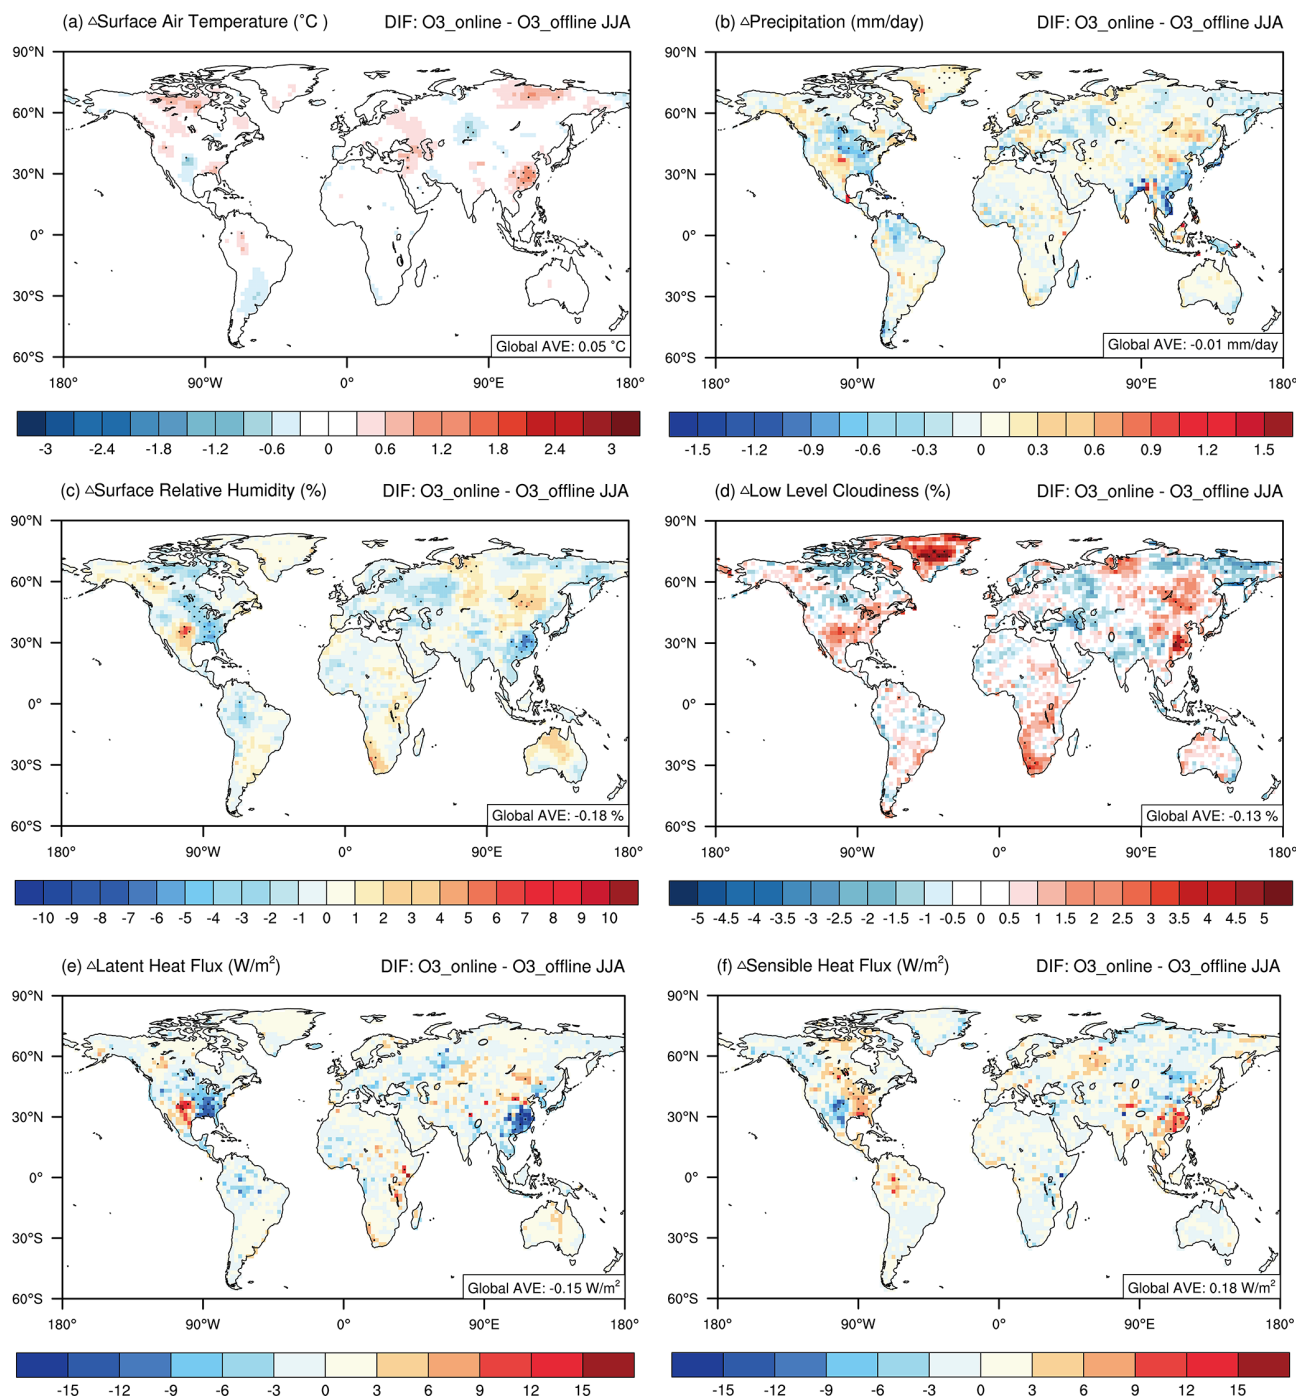 (a) △Surface Air Temperature (°C ) DIF: O3_online - O3_offline JJA
90°N
60°N
30°N
0°
30°S
60°S
180° 90°W 0° 90°E 180°
Global AVE: 0.05 °C
-3 -2.4 -1.8 -1.2 -0.6 0 0.6 1.2 1.8 2.4 3
(b) △Precipitation (mm/day) DIF: O3_online - O3_offline JJA
90°N
60°N
30°N
0°
30°S
60°S
180° 90°W 0° 90°E 180°
Global AVE: -0.01 mm/day
-1.5 -1.2 -0.9 -0.6 -0.3 0 0.3 0.6 0.9 1.2 1.5
(c) △Surface Relative Humidity (%) DIF: O3_online - O3_offline JJA
90°N
60°N
30°N
0°
30°S
60°S
180° 90°W 0° 90°E 180°
Global AVE: -0.18 %
-10 -9 -8 -7 -6 -5 -4 -3 -2 -1 0 1 2 3 4 5 6 7 8 9 10
(d) △Low Level Cloudiness (%) DIF: O3_online - O3_offline JJA
90°N
60°N
30°N
0°
30°S
60°S
180° 90°W 0° 90°E 180°
Global AVE: -0.13 %
-5 -4.5 -4 -3.5 -3 -2.5 -2 -1.5 -1 -0.5 0 0.5 1 1.5 2 2.5 3 3.5 4 4.5 5
(e) △Latent Heat Flux (W/m²) DIF: O3_online - O3_offline JJA
90°N
60°N
30°N
0°
30°S
60°S
180° 90°W 0° 90°E 180°
Global AVE: -0.15 W/m²
-15 -12 -9 -6 -3 0 3 6 9 12 15
(f) △Sensible Heat Flux (W/m²) DIF: O3_online - O3_offline JJA
90°N
60°N
30°N
0°
30°S
60°S
180° 90°W 0° 90°E 180°
Global AVE: 0.18 W/m²
-15 -12 -9 -6 -3 0 3 6 9 12 15